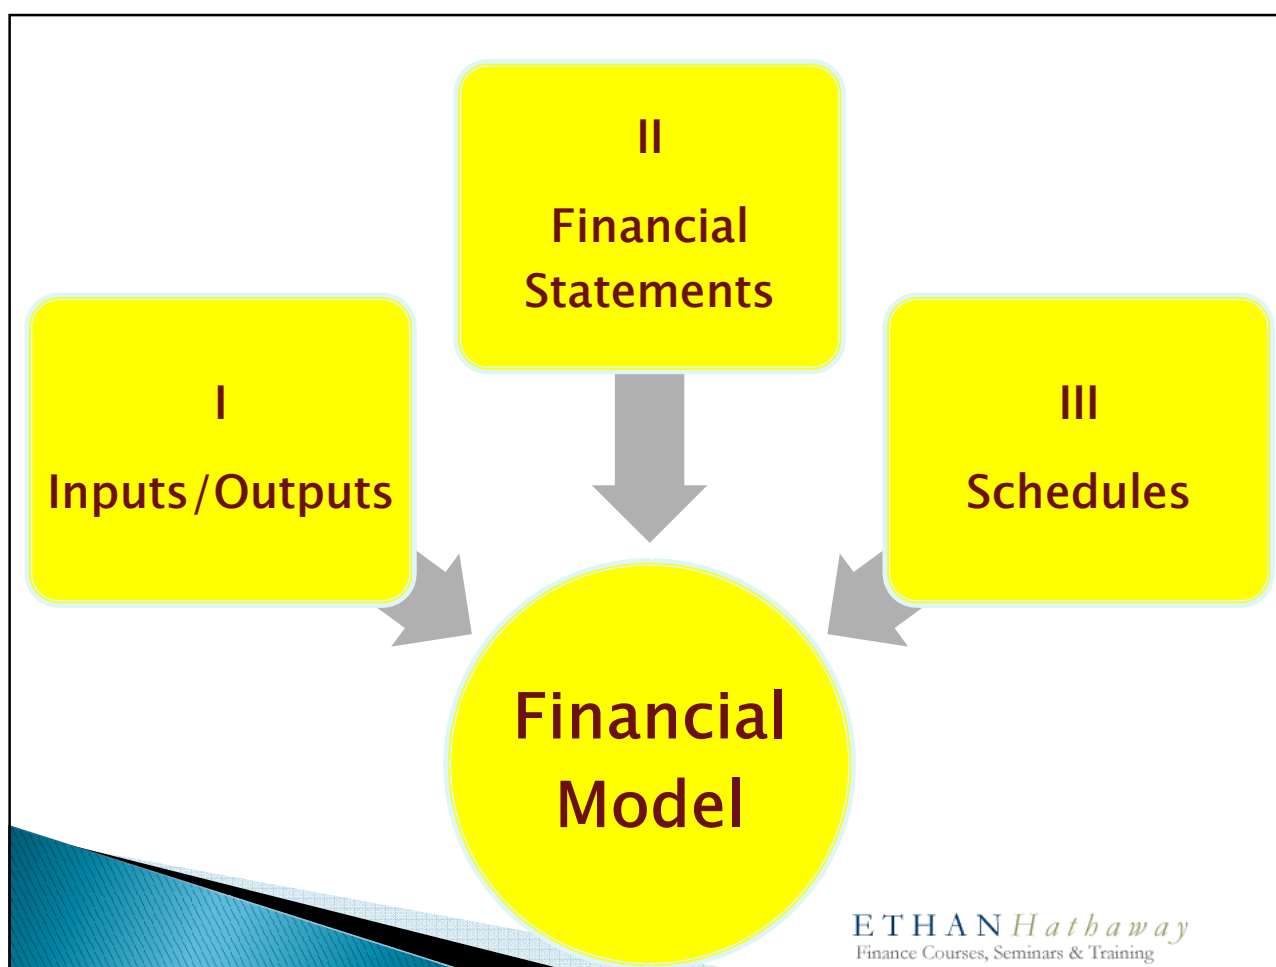 I
Inputs/Outputs
II
Financial
Statements
III
Schedules
Financial
Model
ETHAN Hathaway
Finance Courses, Seminars & Training